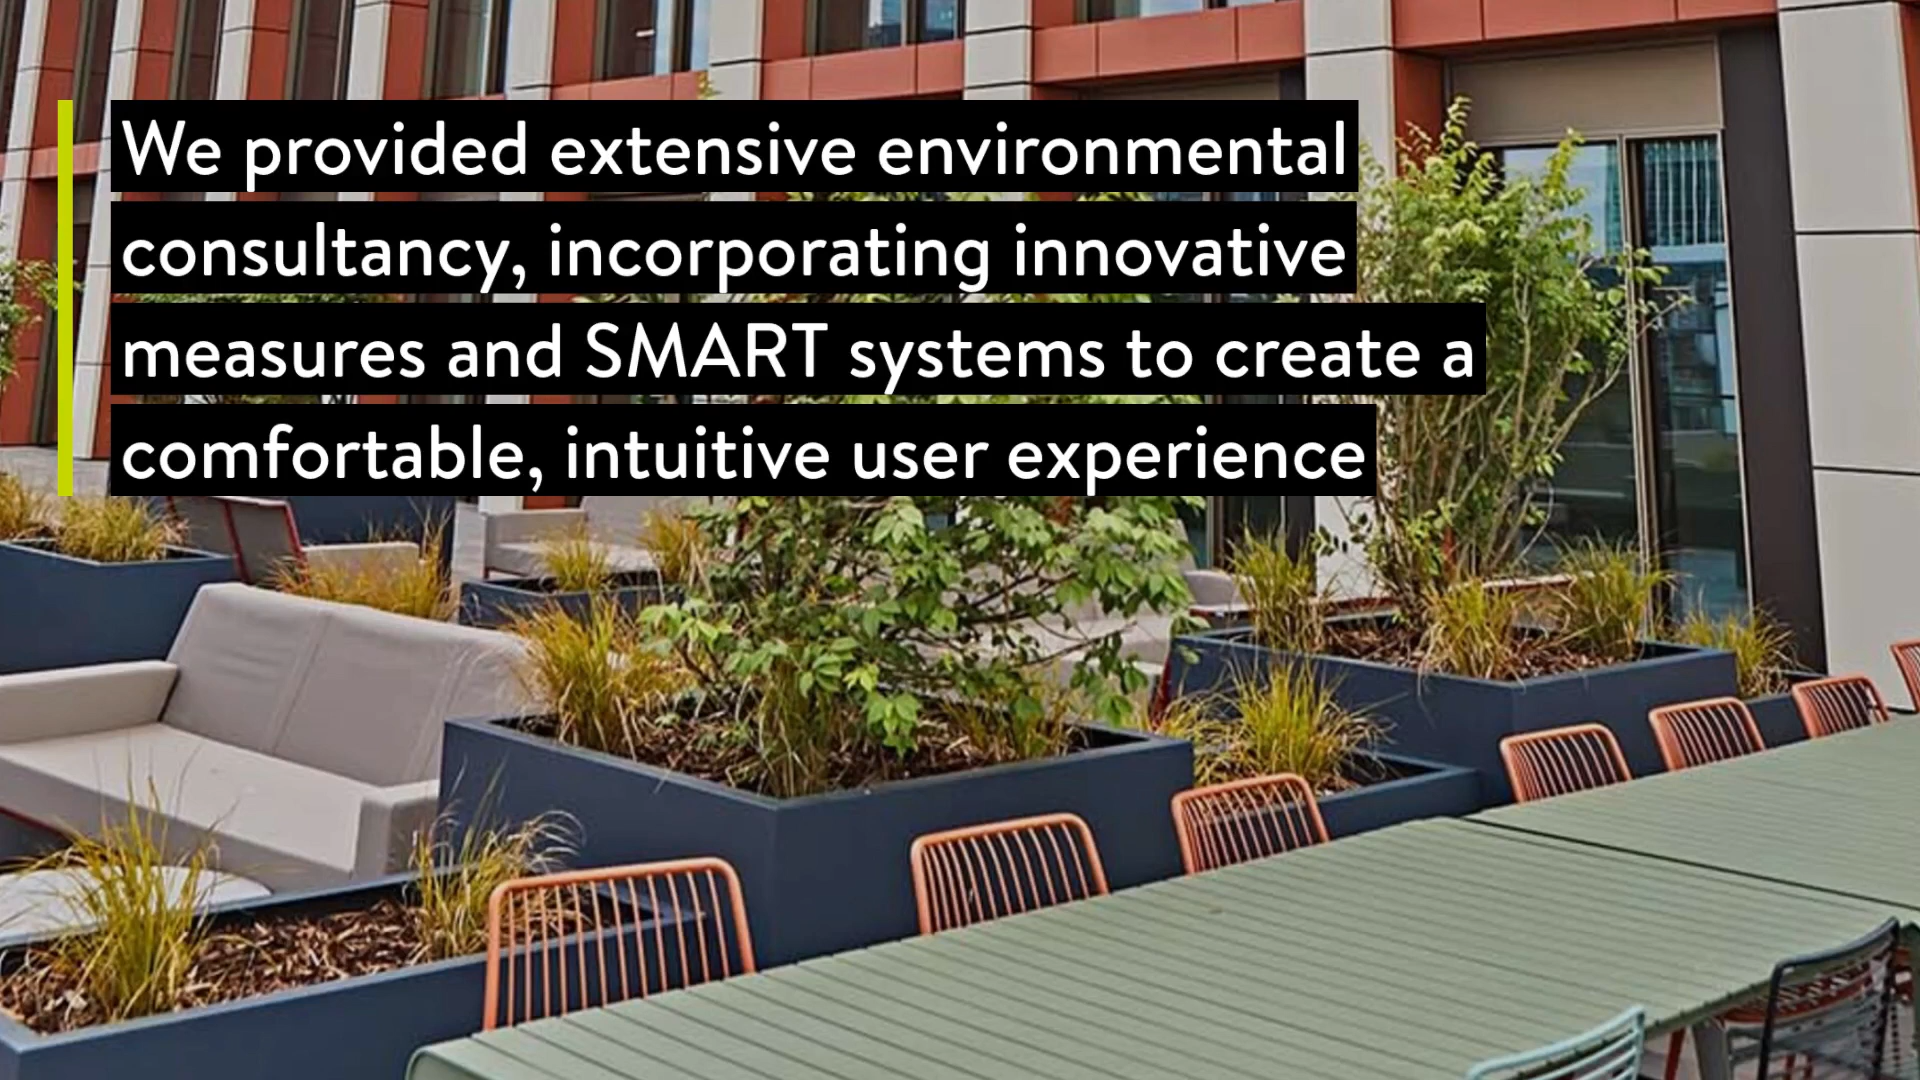 We provided extensive environmental
consultancy, incorporating innovative
measures and SMART systems to create a
comfortable, intuitive user experience